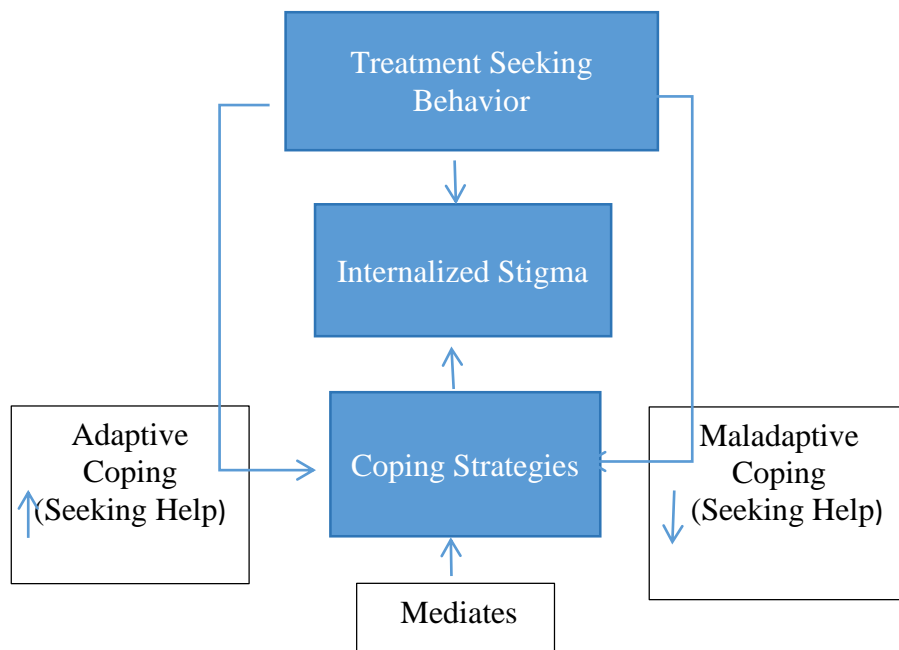 Treatment Seeking
Behavior
Internalized Stigma
Adaptive
Coping
(Seeking Help)
Coping Strategies
Maladaptive
Coping
(Seeking Help)
Mediates